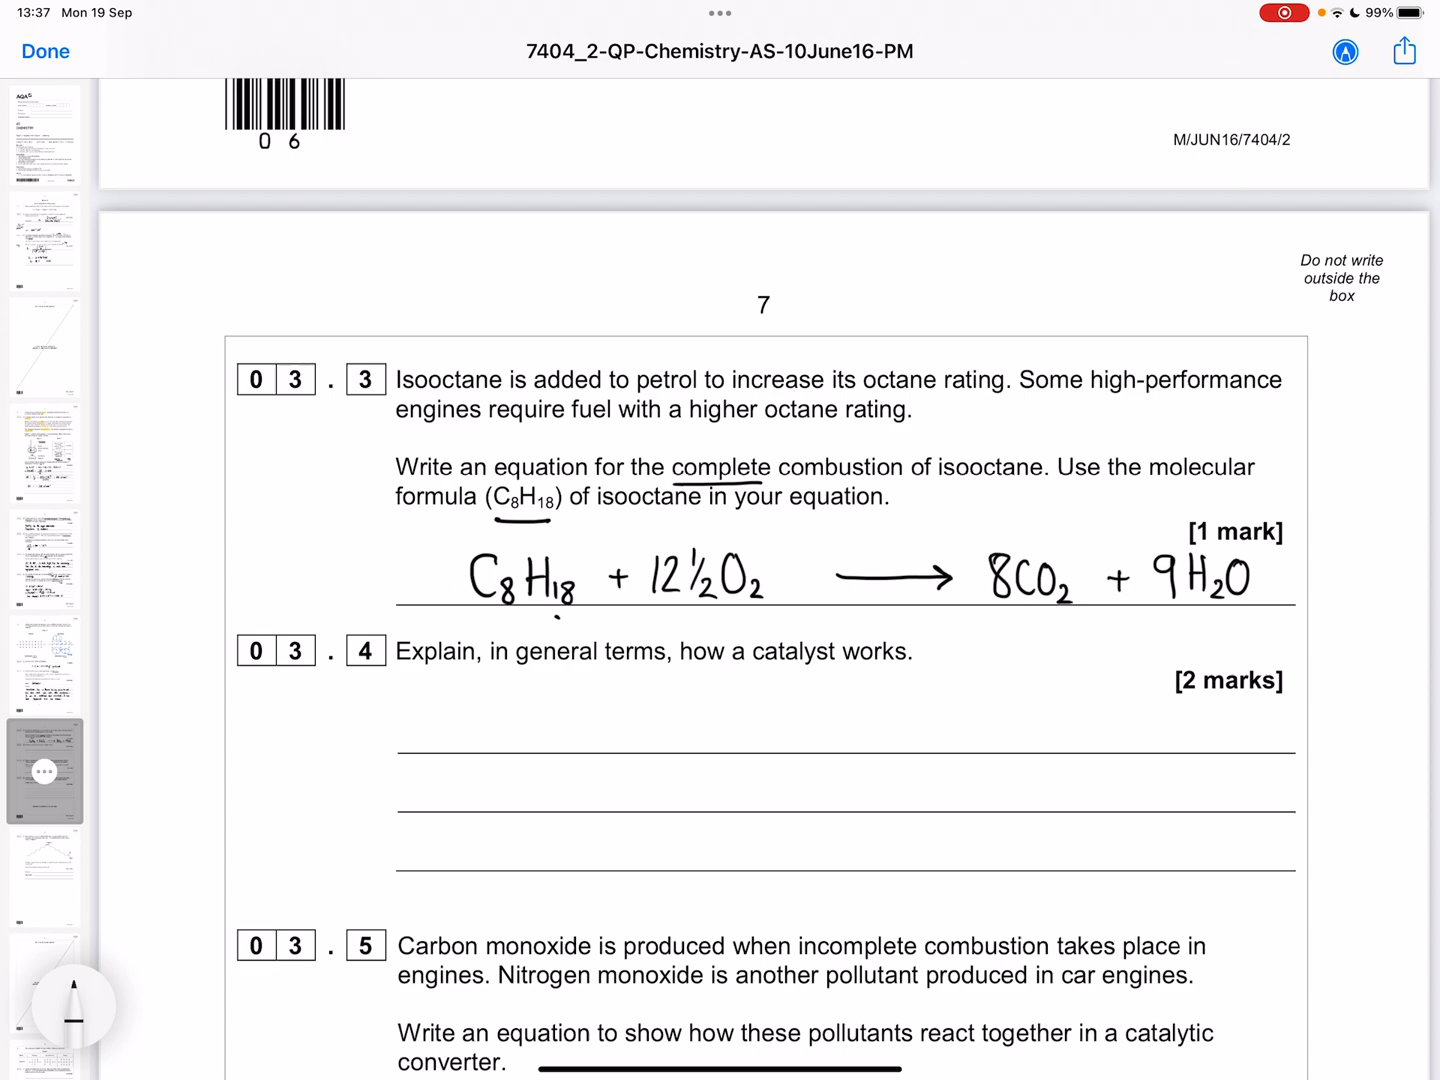 13:37 Mon 19 Sep
99%
Done
7404_2-QP-Chemistry-AS-10June16-PM
0 6
M/JUN16/7404/2
Do not write
outside the
box
7
0 3 . 3 Isooctane is added to petrol to increase its octane rating. Some high-performance
engines require fuel with a higher octane rating.
Write an equation for the complete combustion of isooctane. Use the molecular
formula (C₈H₁₈) of isooctane in your equation.
[1 mark]
C₈H₁₈ + 12½O₂ → 8CO₂ + 9H₂O
0 3 . 4 Explain, in general terms, how a catalyst works.
[2 marks]
0 3 . 5 Carbon monoxide is produced when incomplete combustion takes place in
engines. Nitrogen monoxide is another pollutant produced in car engines.
Write an equation to show how these pollutants react together in a catalytic
converter.